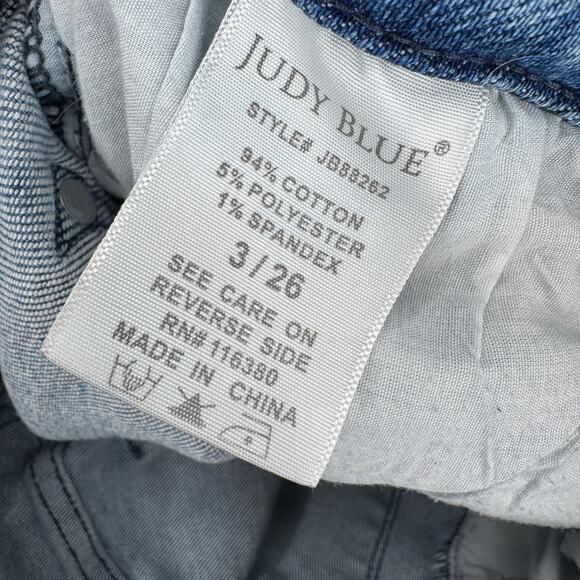 JUDY BLUE®
STYLE# JB88262
94% COTTON
5% POLYESTER
1% SPANDEX
3 / 26
SEE CARE ON
REVERSE SIDE
RN# 116380
MADE IN CHINA